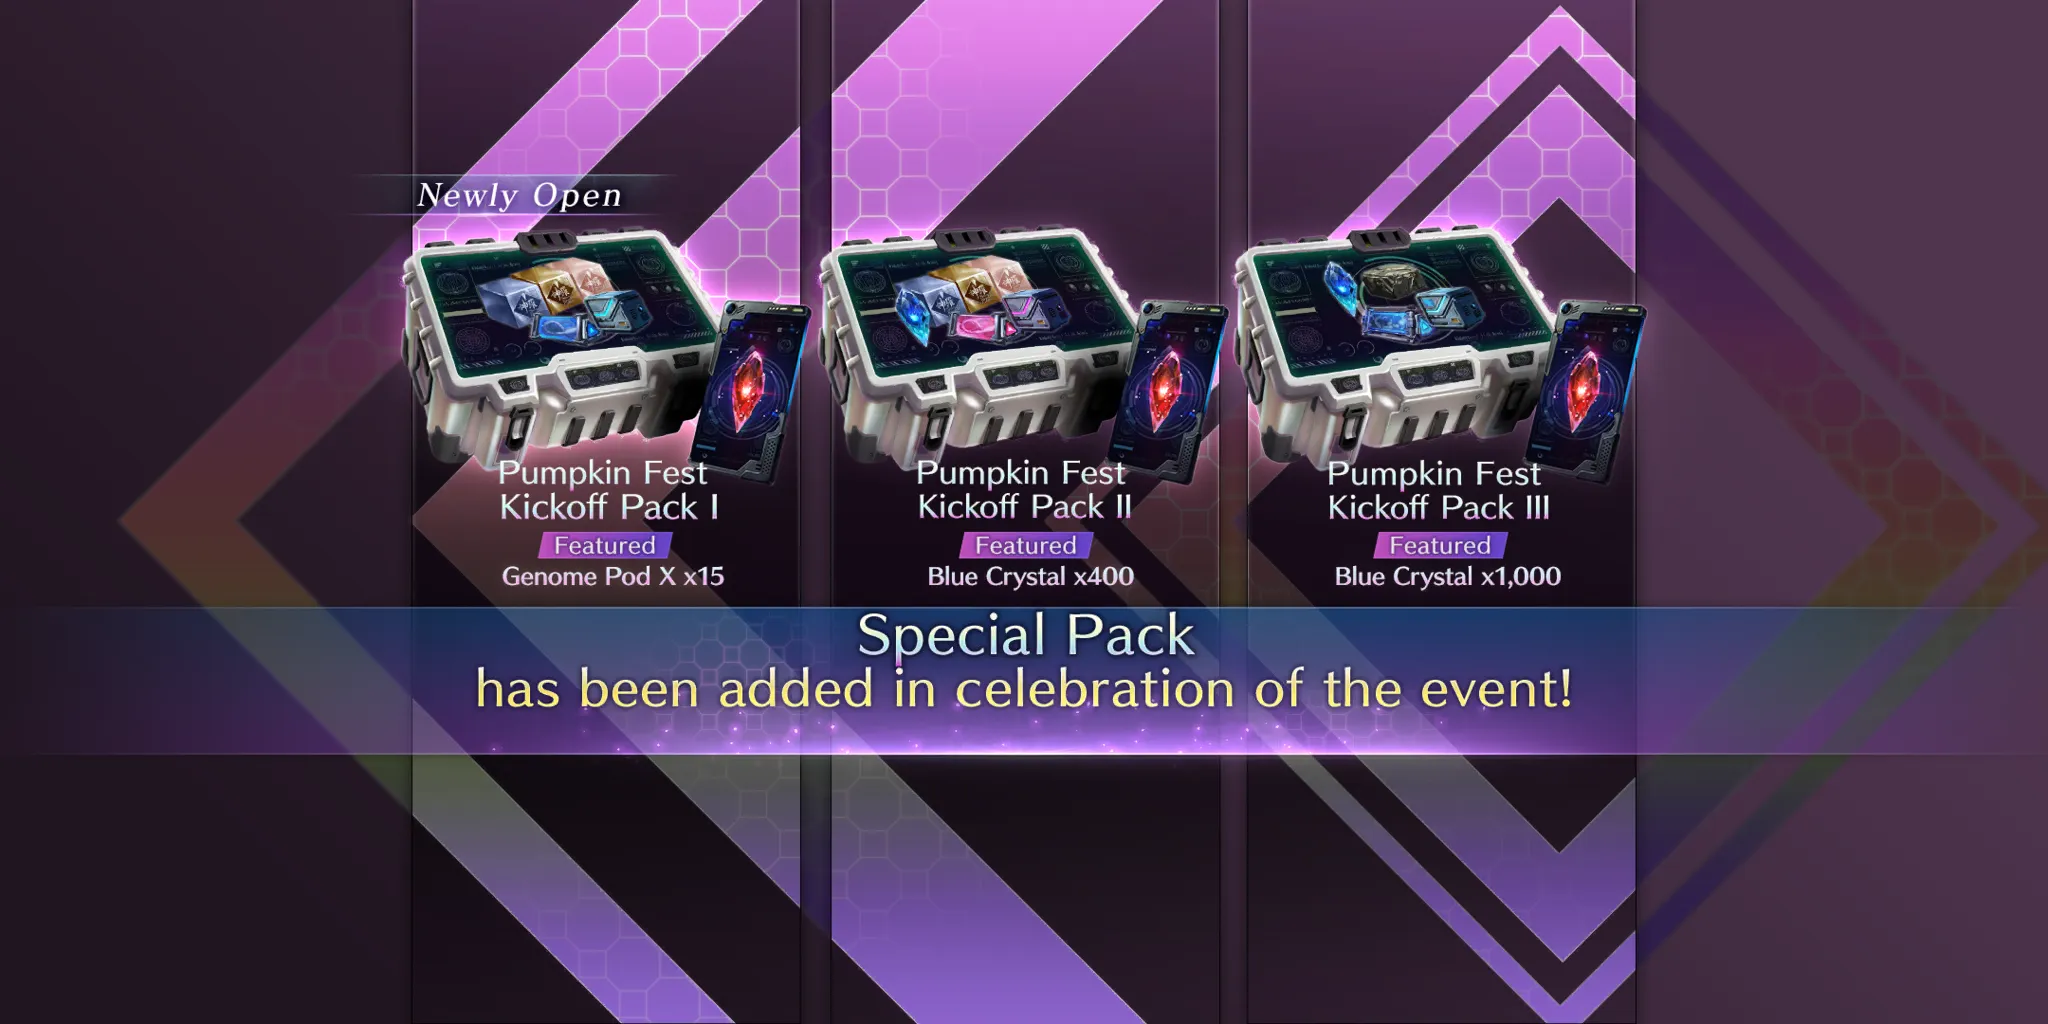 Newly Open
Pumpkin Fest
Kickoff Pack I
Featured
Genome Pod X x15
Pumpkin Fest
Kickoff Pack II
Featured
Blue Crystal x400
Pumpkin Fest
Kickoff Pack III
Featured
Blue Crystal x1,000
Special Pack
has been added in celebration of the event!